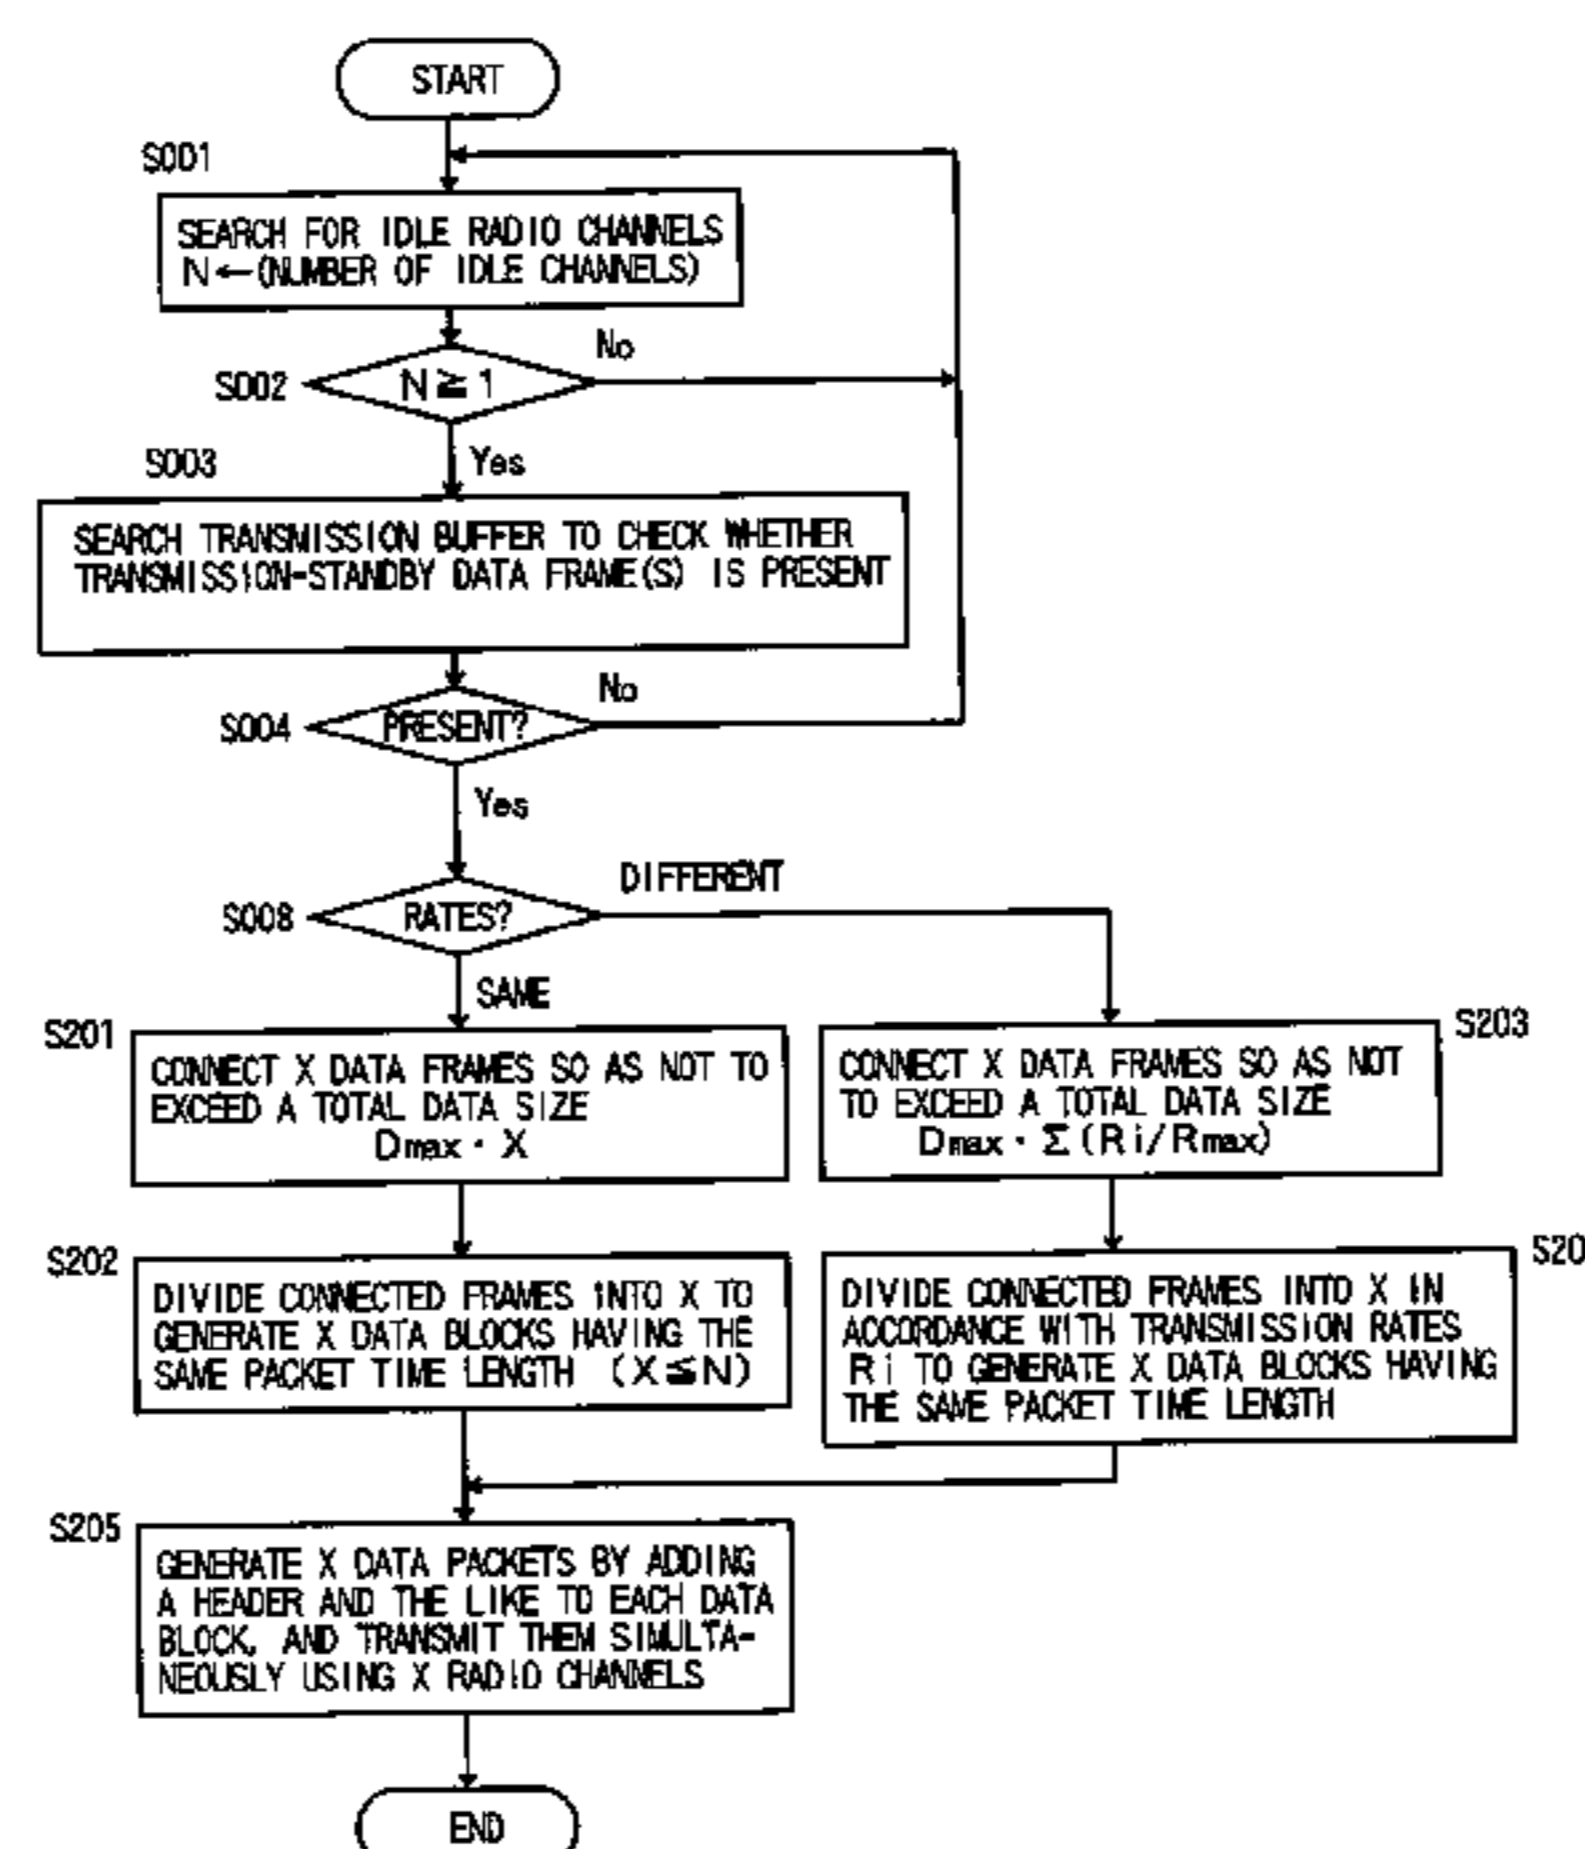 START
S001
SEARCH FOR IDLE RADIO CHANNELS
N←(NUMBER OF IDLE CHANNELS)
No
S002
N≧1
Yes
S003
SEARCH TRANSMISSION BUFFER TO CHECK WHETHER
TRANSMISSION-STANDBY DATA FRAME(S) IS PRESENT
No
S004
PRESENT?
Yes
DIFFERENT
S008
RATES?
SAME
S201
CONNECT X DATA FRAMES SO AS NOT TO
EXCEED A TOTAL DATA SIZE
Dmax・X
S203
CONNECT X DATA FRAMES SO AS NOT
TO EXCEED A TOTAL DATA SIZE
Dmax・Σ(Ri/Rmax)
S202
DIVIDE CONNECTED FRAMES INTO X TO
GENERATE X DATA BLOCKS HAVING THE
SAME PACKET TIME LENGTH (X≦N)
S20
DIVIDE CONNECTED FRAMES INTO X IN
ACCORDANCE WITH TRANSMISSION RATES
Ri TO GENERATE X DATA BLOCKS HAVING
THE SAME PACKET TIME LENGTH
S205
GENERATE X DATA PACKETS BY ADDING
A HEADER AND THE LIKE TO EACH DATA
BLOCK, AND TRANSMIT THEM SIMULTA-
NEOUSLY USING X RADIO CHANNELS
END